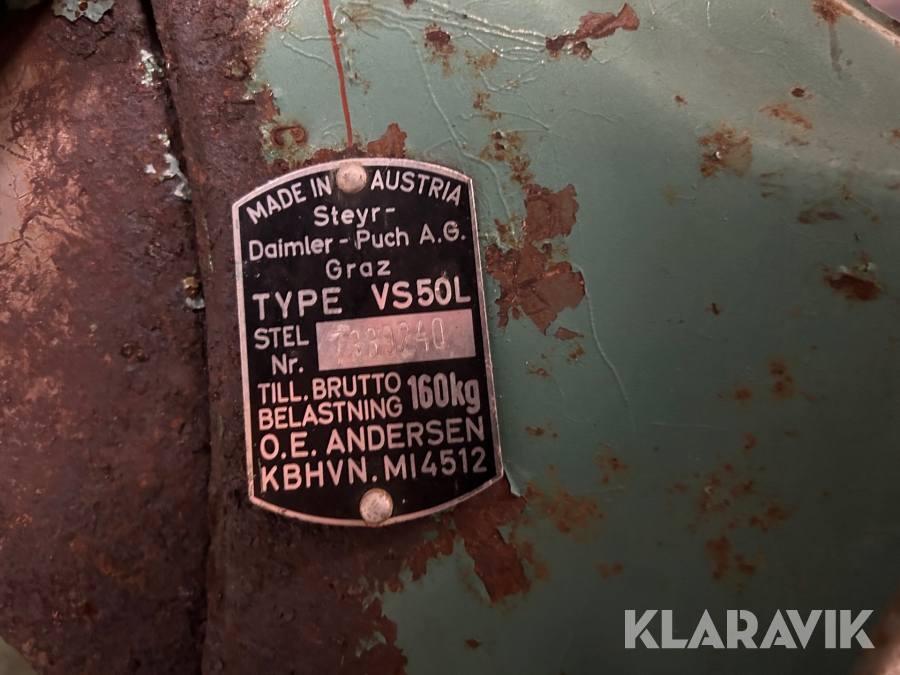 MADE IN AUSTRIA
Steyr-
Daimler-Puch A.G.
Graz
TYPE VS50L
STEL
Nr.
TILL. BRUTTO
BELASTNING 160kg
O.E. ANDERSEN
KBHVN. MI4512
KLARAVIK